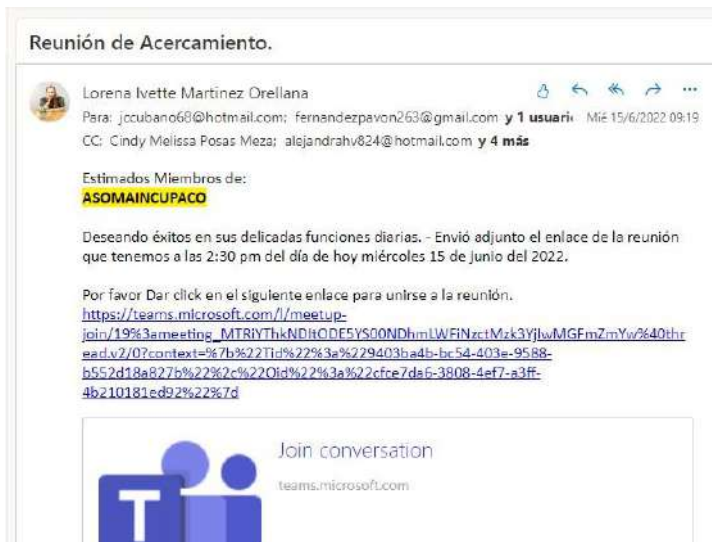 Reunión de Acercamiento.
Lorena Ivette Martinez Orellana
Para: jccubano68@hotmail.com; fernandezpavon263@gmail.com y 1 usuari Mié 15/6/2022 09:19
CC: Cindy Melissa Posas Meza; alejandrahv824@hotmail.com y 4 más
Estimados Miembros de:
ASOMAINCUPACO
Deseando éxitos en sus delicadas funciones diarias. - Envió adjunto el enlace de la reunión
que tenemos a las 2:30 pm del día de hoy miércoles 15 de junio del 2022.
Por favor Dar click en el siguiente enlace para unirse a la reunión.
https://teams.microsoft.com/l/meetup-
join/19%3ameeting_MTRiYThkNDItODE5YS00NDhmLWFiNzctMzk3YjlwMGFmZmYw%40thr
ead.v2/0?context=%7b%22Tid%22%3a%229403ba4b-bc54-403e-9588-
b552d18a827b%22%2c%22Oid%22%3a%22cfce7da6-3808-4ef7-a3ff-
4b210181ed92%22%7d
Join conversation
teams.microsoft.com
T